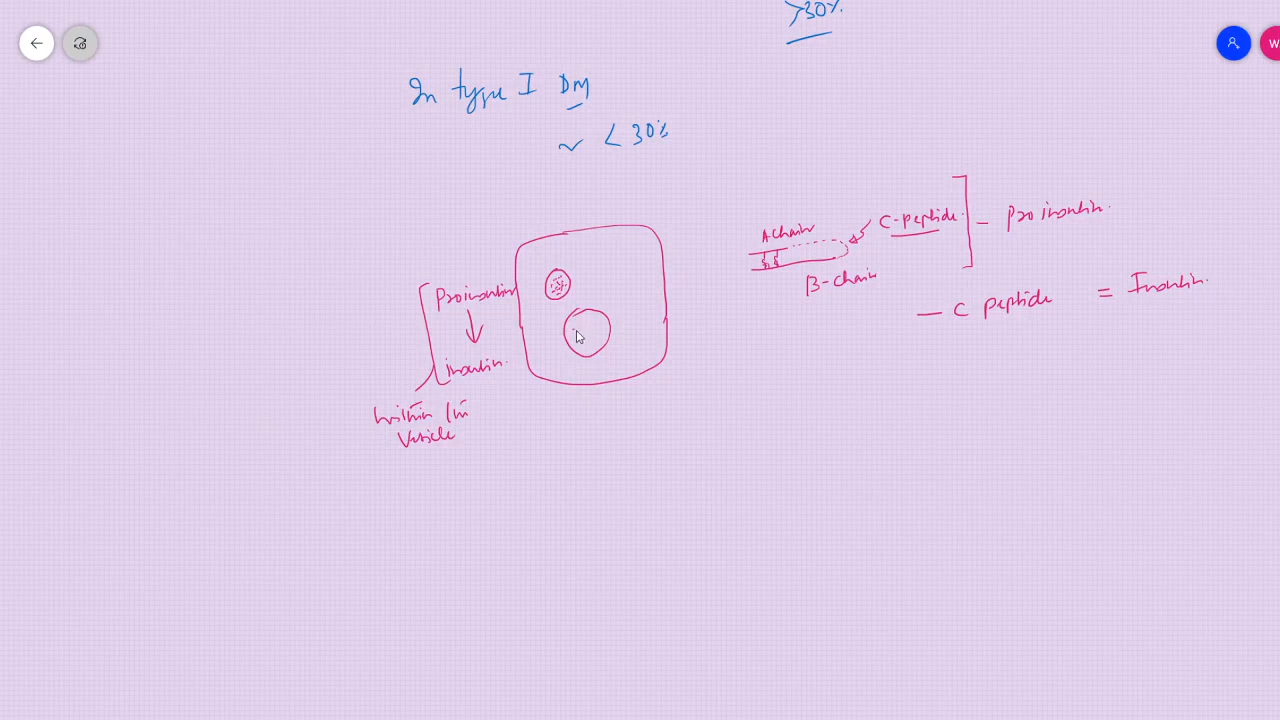 >30%
In type I DM
~ <30%
A chain
C-peptide
- Proinsulin
B-chain
- C peptide = Insulin
Proinsulin
insulin
within the
vesicle
W